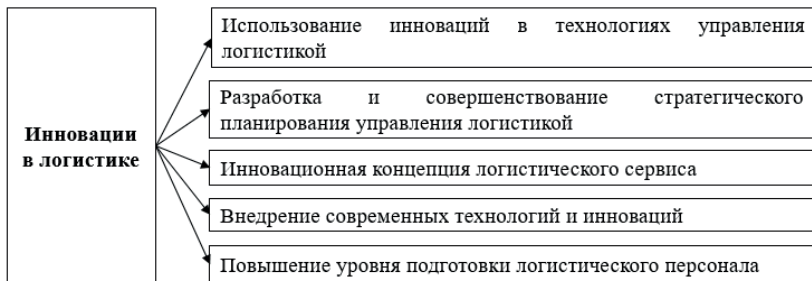 Инновации
в логистике
Использование инноваций в технологиях управления
логистикой
Разработка и совершенствование стратегического
планирования управления логистикой
Инновационная концепция логистического сервиса
Внедрение современных технологий и инноваций
Повышение уровня подготовки логистического персонала